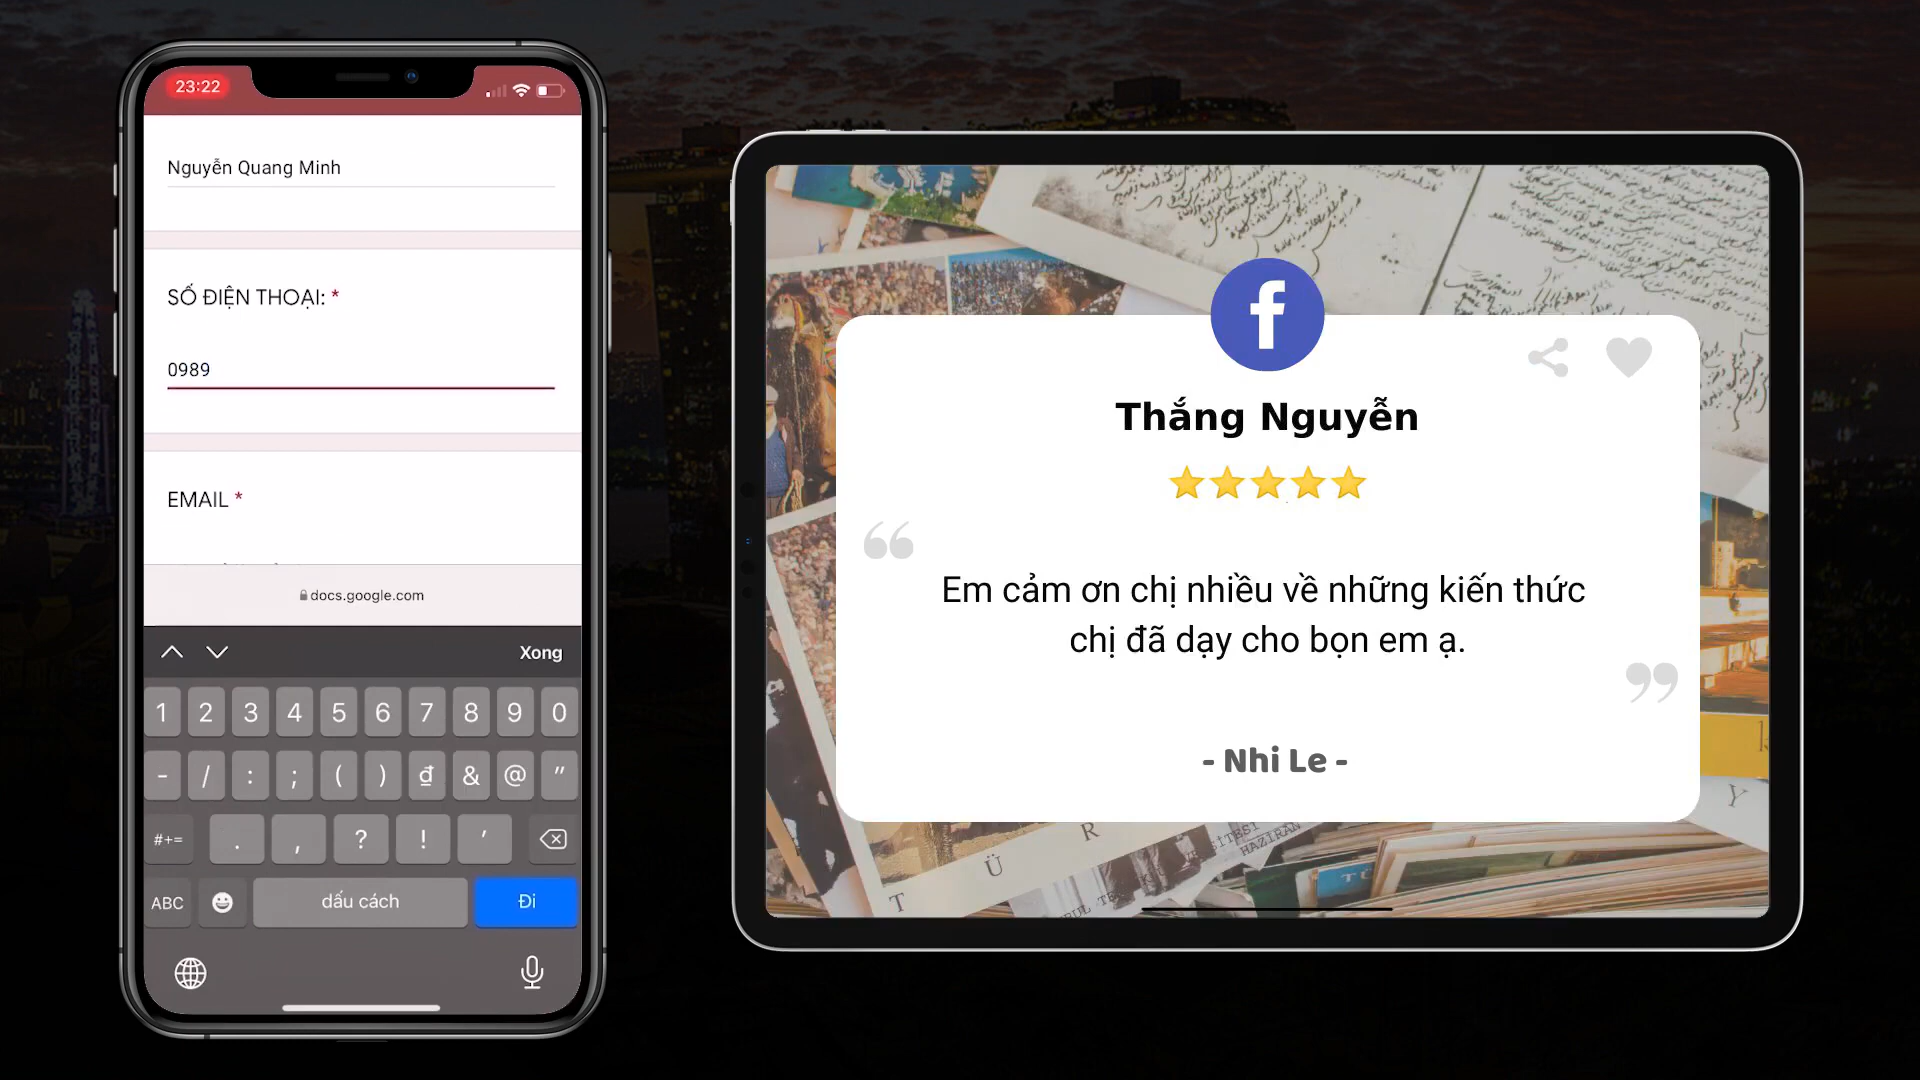 23:22
Nguyễn Quang Minh
SỐ ĐIỆN THOẠI: *
0989
EMAIL *
docs.google.com
Xong
1 2 3 4 5 6 7 8 9 0
- / : ; ( ) ₫ & @ "
#+= . , ? ! '
ABC dấu cách Đi
f
Thắng Nguyễn
“
Em cảm ơn chị nhiều về những kiến thức
chị đã dạy cho bọn em ạ.
”
- Nhi Le -
T Ü R
HAZIRAN
Y